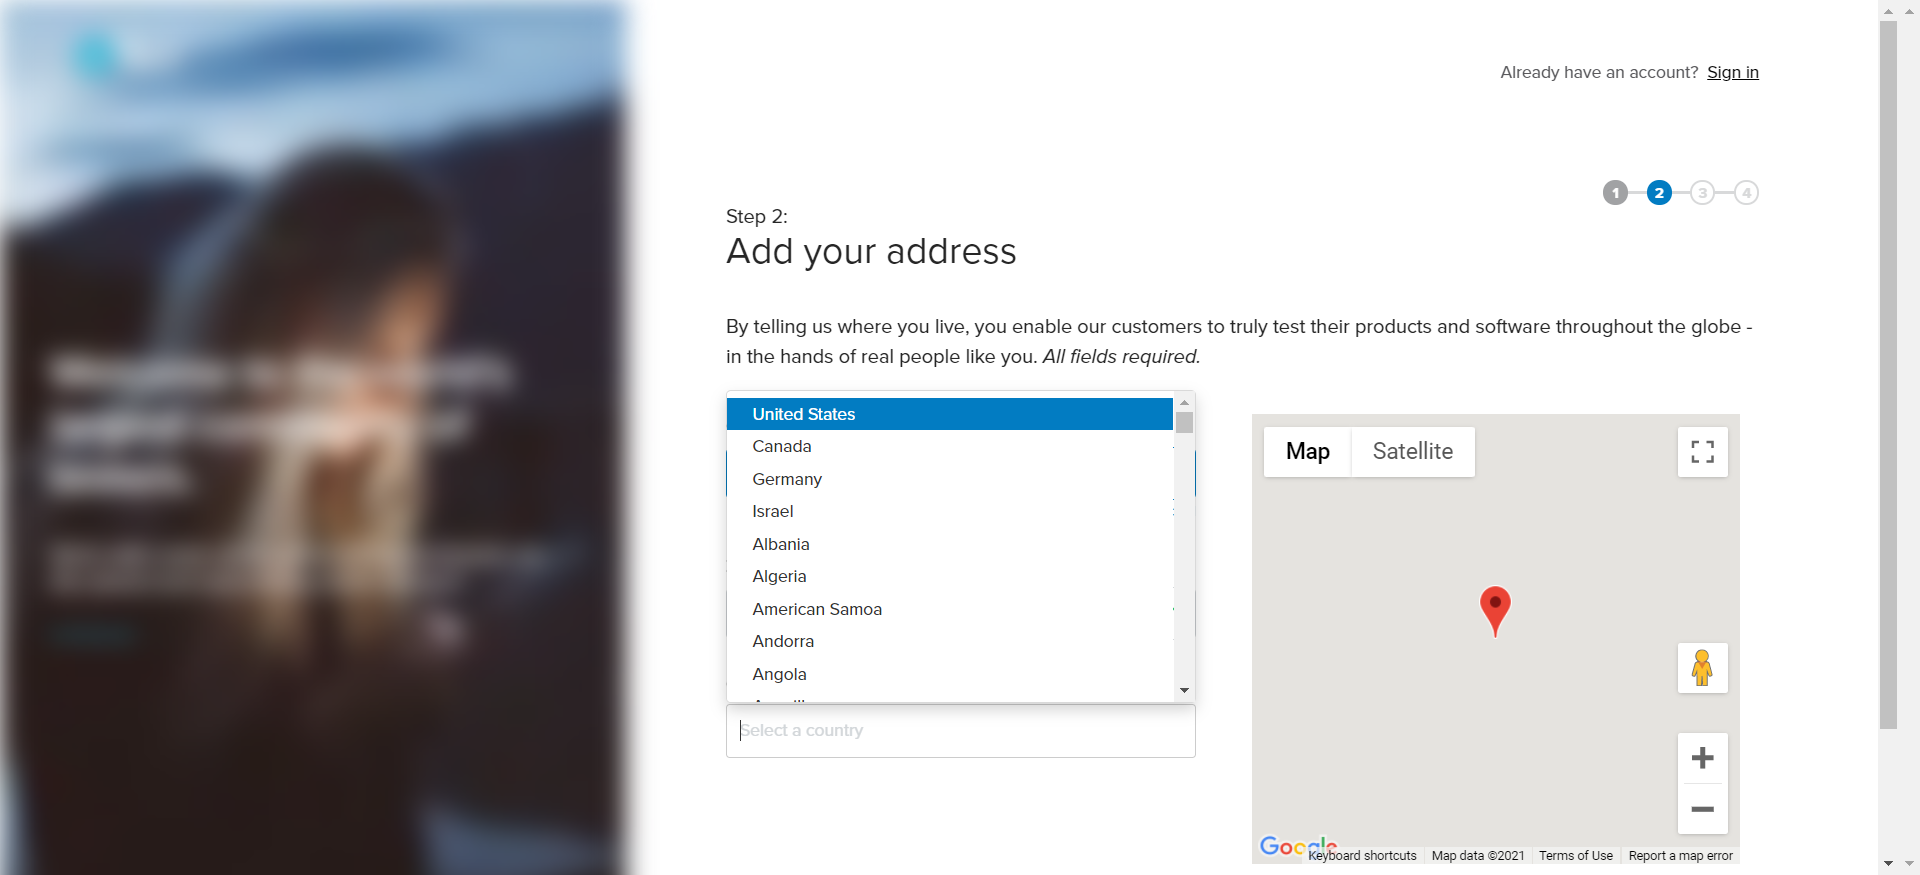 Already have an account? Sign in
1 2 3 4
Step 2:
Add your address
By telling us where you live, you enable our customers to truly test their products and software throughout the globe -
in the hands of real people like you. All fields required.
United States
Canada
Germany
Israel
Albania
Algeria
American Samoa
Andorra
Angola
Select a country
Map Satellite
Google
Keyboard shortcuts Map data ©2021 Terms of Use Report a map error